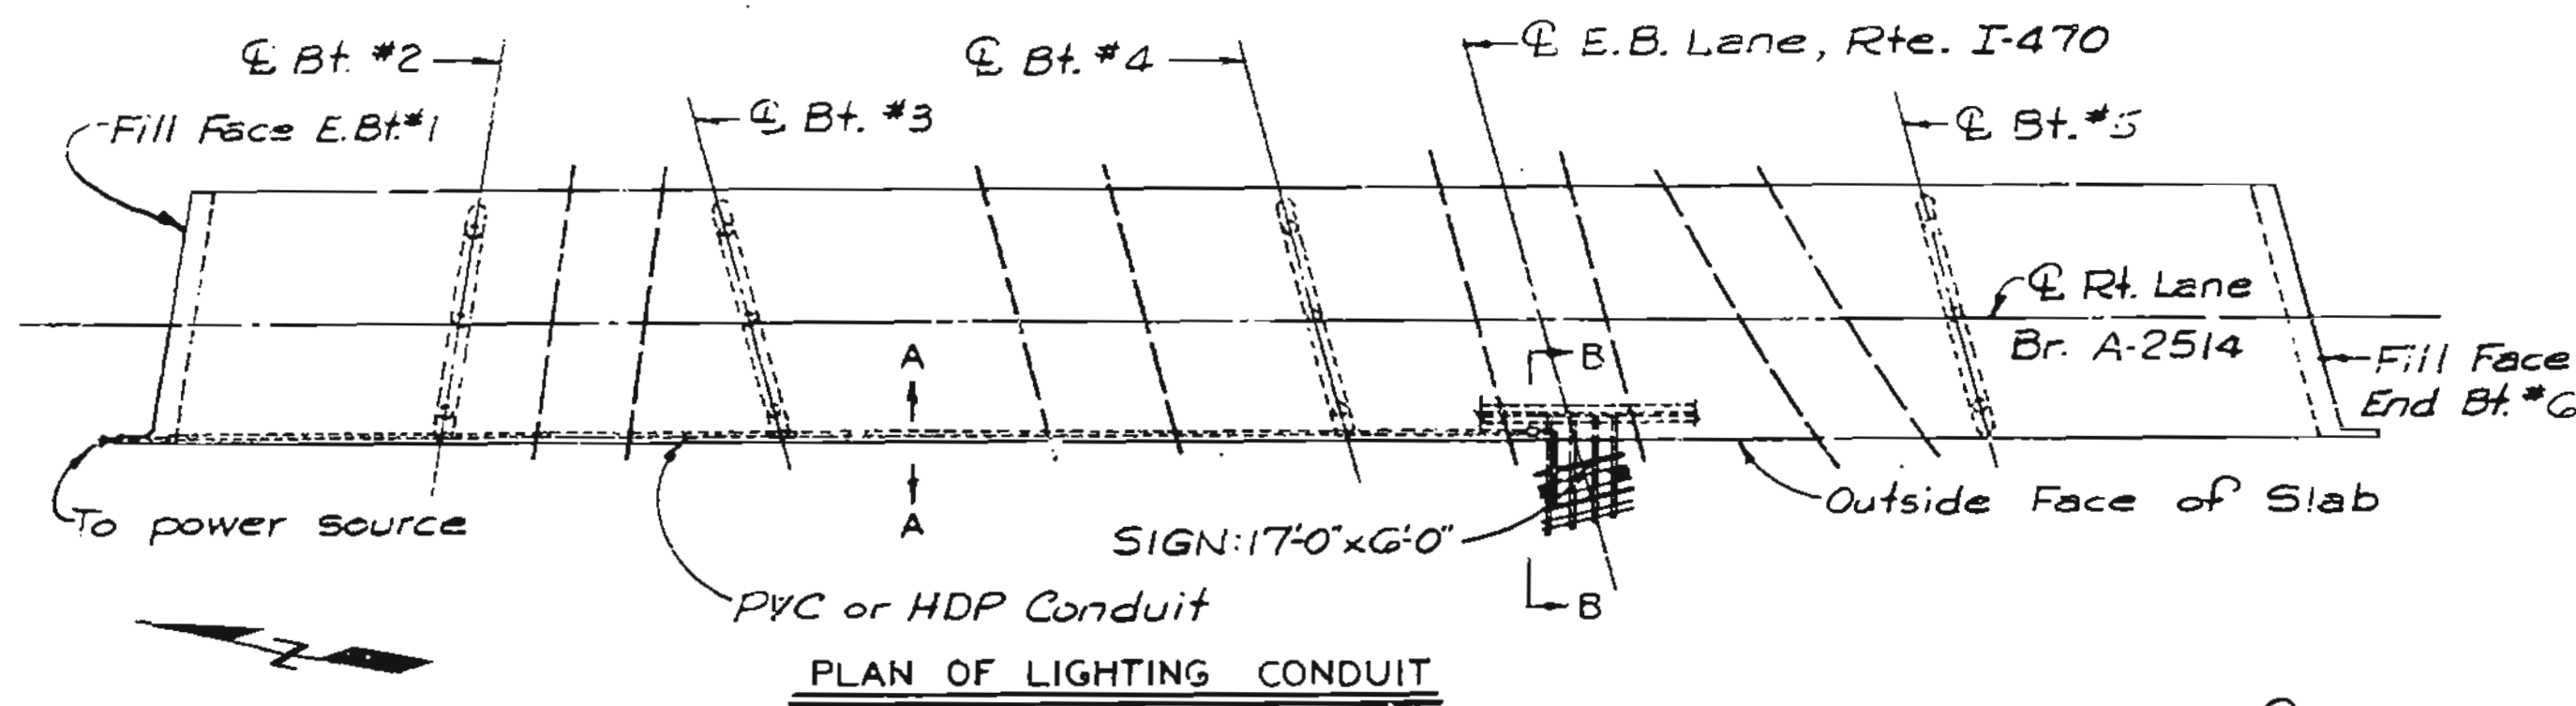 ℄ Bt. #2
℄ Bt. #4
℄ E.B. Lane, Rte. I-470
Fill Face E.Bt.#1
℄ Bt. #3
℄ Bt. #5
℄ Rt. Lane
Br. A-2514
A
B
Fill Face
End Bt. #6
To power source
A
SIGN: 17'-0" x 6'-0"
Outside Face of Slab
PVC or HDP Conduit
B
N
PLAN OF LIGHTING CONDUIT